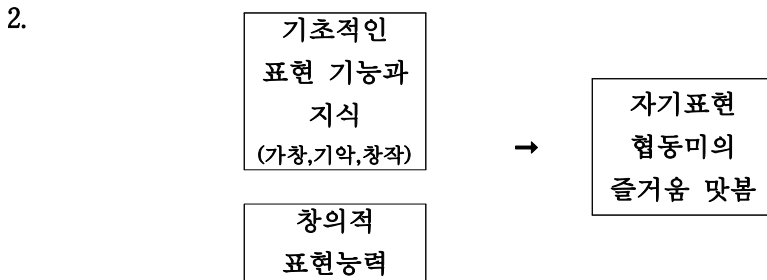 2.
기초적인
표현 기능과
지식
(가창,기악,창작)
창의적
표현능력
→
자기표현
협동미의
즐거움 맛봄